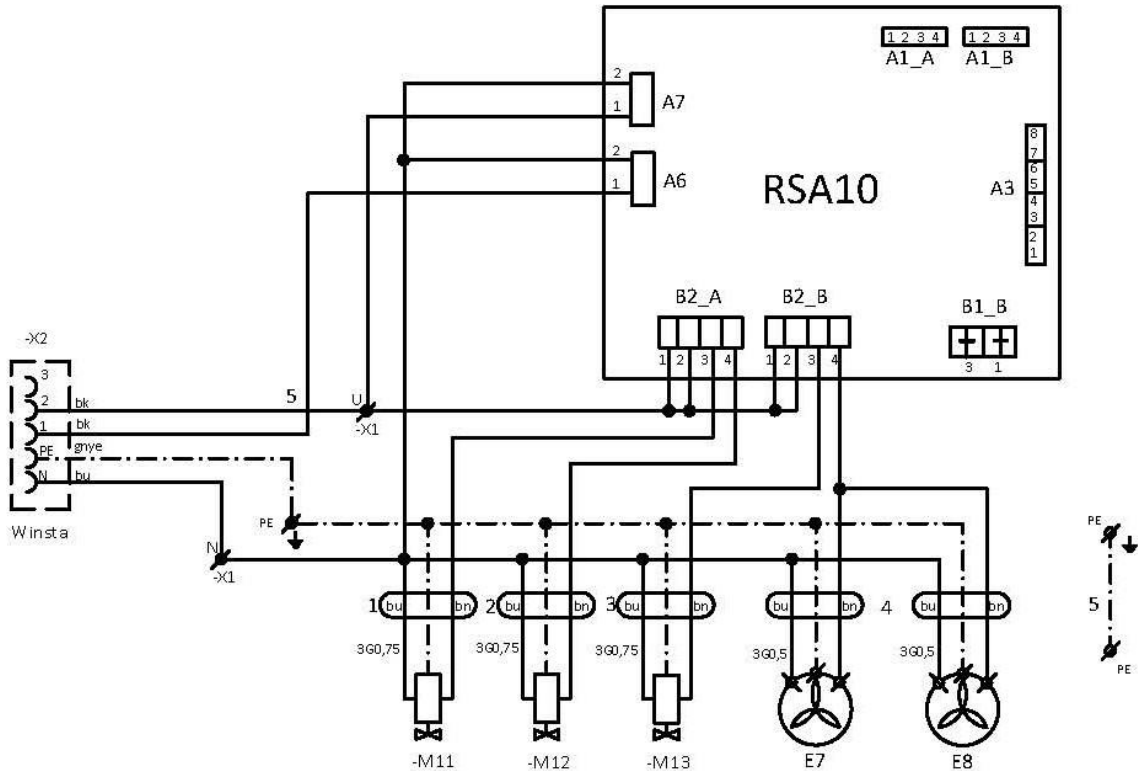 1 2 3 4
1 2 3 4
A1_A
A1_B
2
A7
1
2
A6
1
RSA10
8
7
6
5
4
3
2
1
A3
B2_A
B2_B
B1_B
1 2 3 4
1 2 3 4
3 1
-X2
3
2 bk
1 bk
PE gnye
N bu
Winsta
5
U
-X1
PE
N
-X1
1 bu bn
2 bu bn
3 bu bn
bu bn
4 bu bn
3G0,75
3G0,75
3G0,75
3G0,5
3G0,5
PE
5
PE
-M11
-M12
-M13
E7
E8